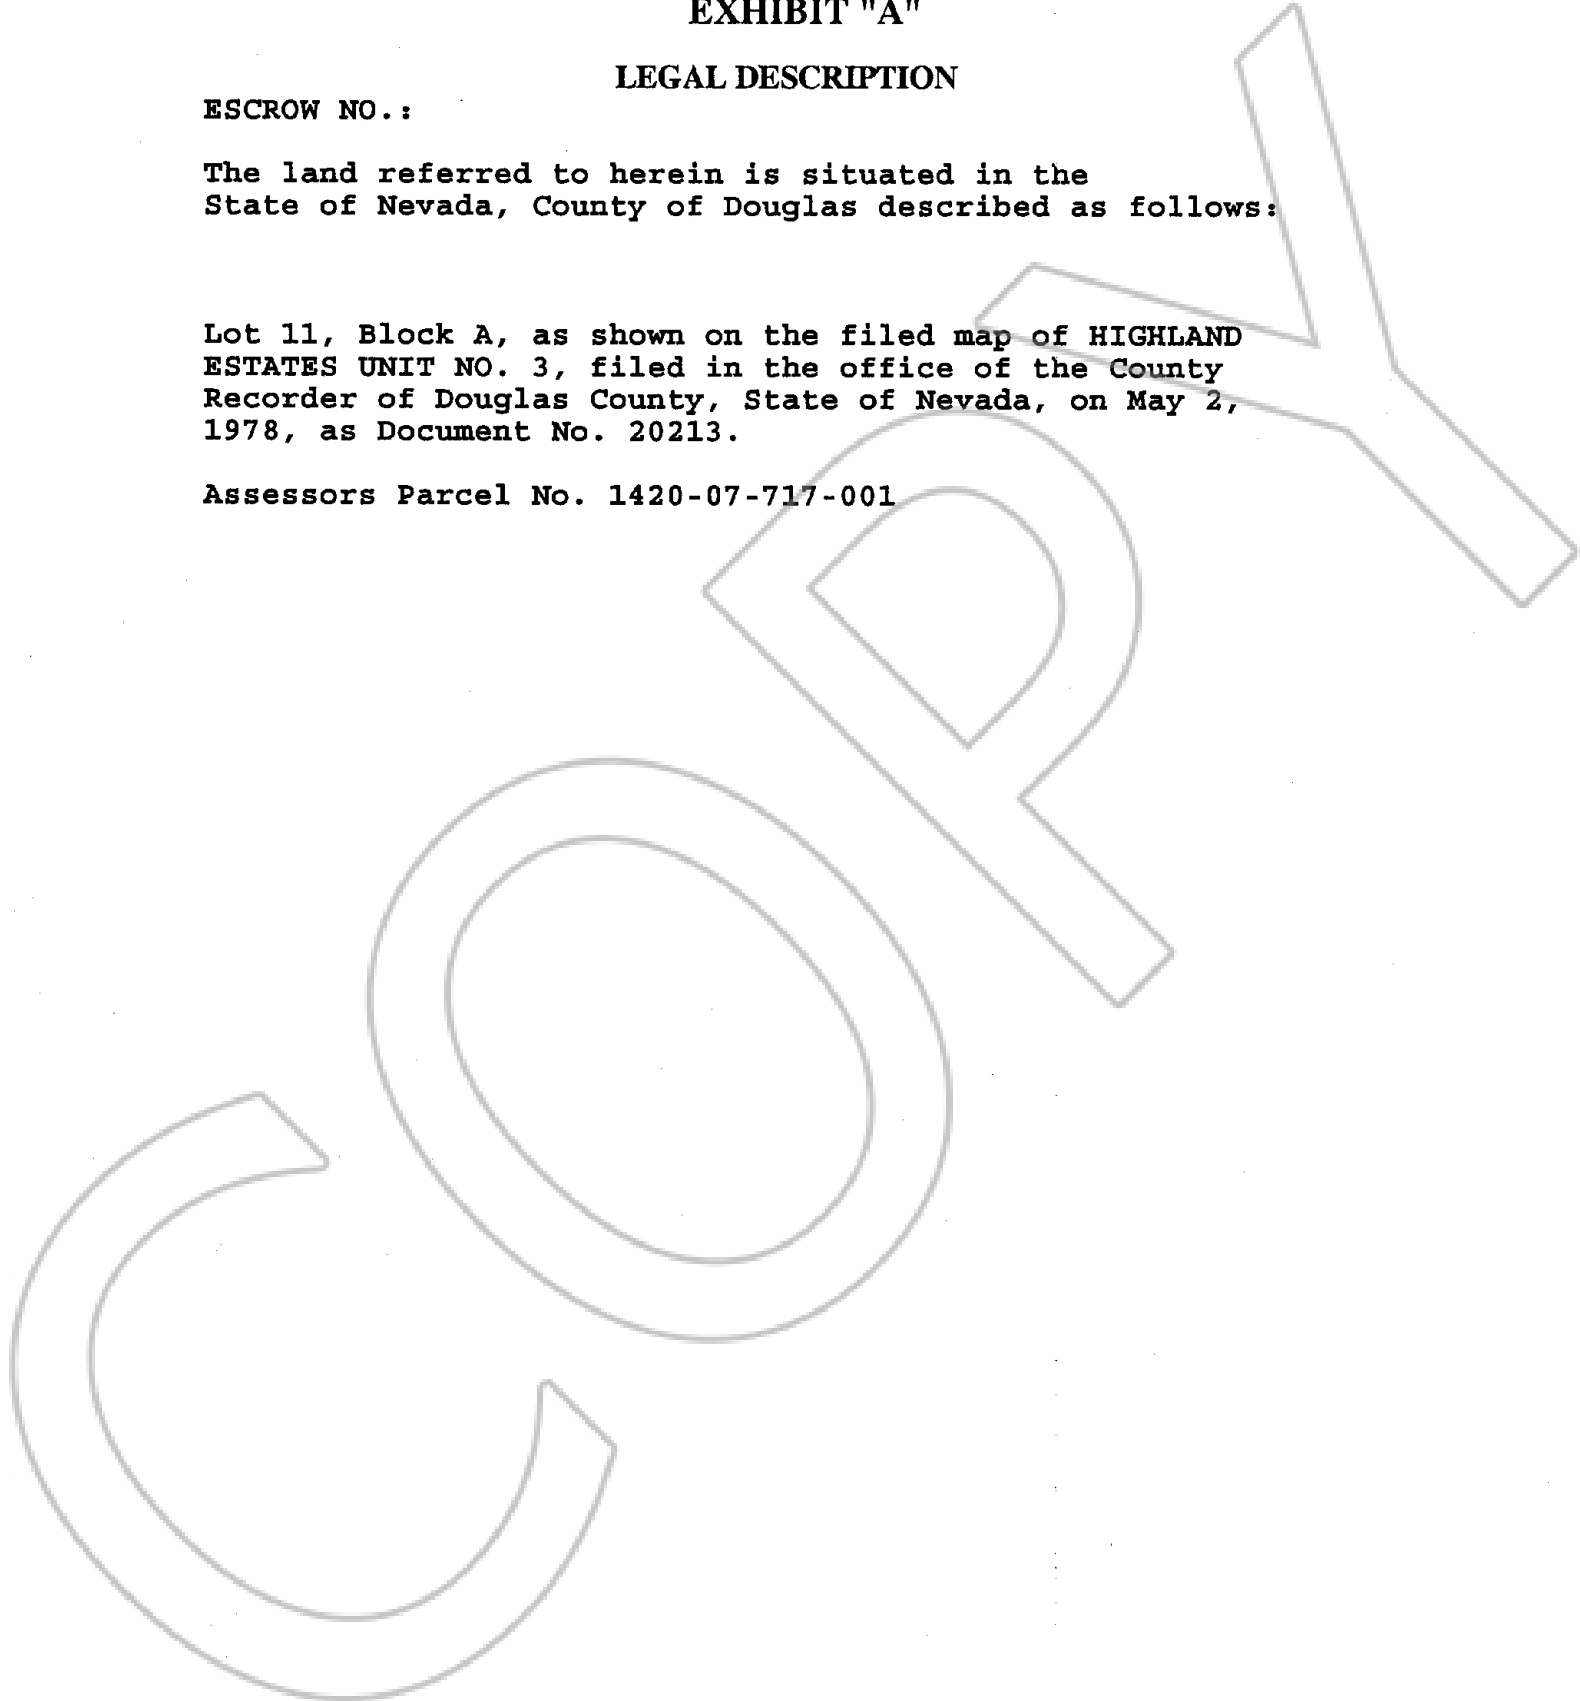 EXHIBIT "A"
LEGAL DESCRIPTION
ESCROW NO.:
The land referred to herein is situated in the
State of Nevada, County of Douglas described as follows:
Lot 11, Block A, as shown on the filed map of HIGHLAND
ESTATES UNIT NO. 3, filed in the office of the County
Recorder of Douglas County, State of Nevada, on May 2,
1978, as Document No. 20213.
Assessors Parcel No. 1420-07-717-001
COPY